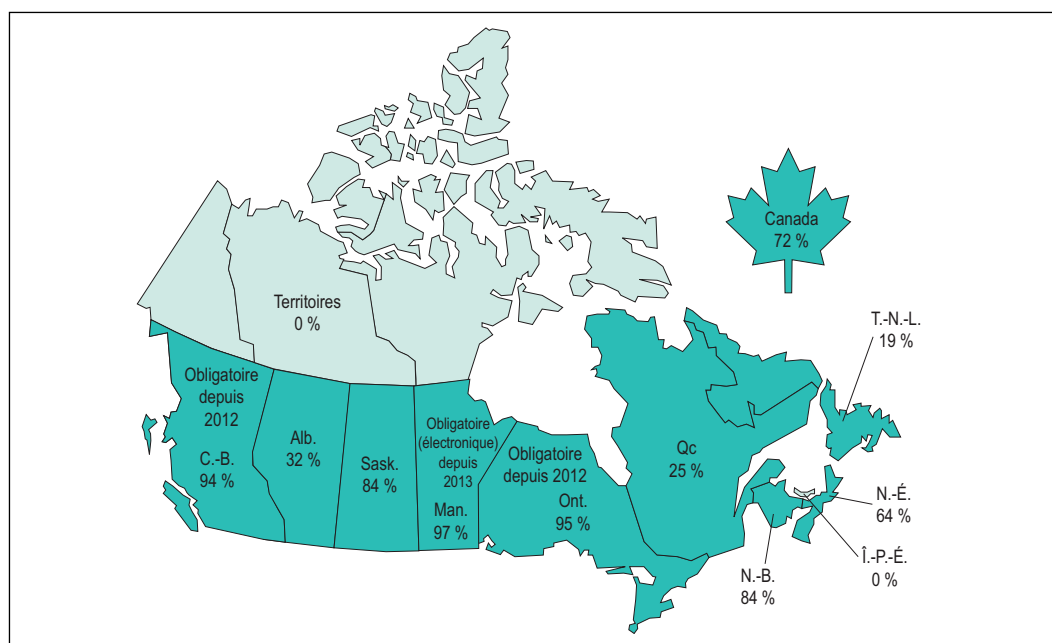 Canada
72 %
Territoires
0 %
T.-N.-L.
19 %
Obligatoire
depuis
2012
C.-B.
94 %
Alb.
32 %
Sask.
84 %
Obligatoire
(électronique)
depuis
2013
Man.
97 %
Obligatoire
depuis 2012
Ont.
95 %
Qc
25 %
N.-É.
64 %
Î.-P.-É.
0 %
N.-B.
84 %